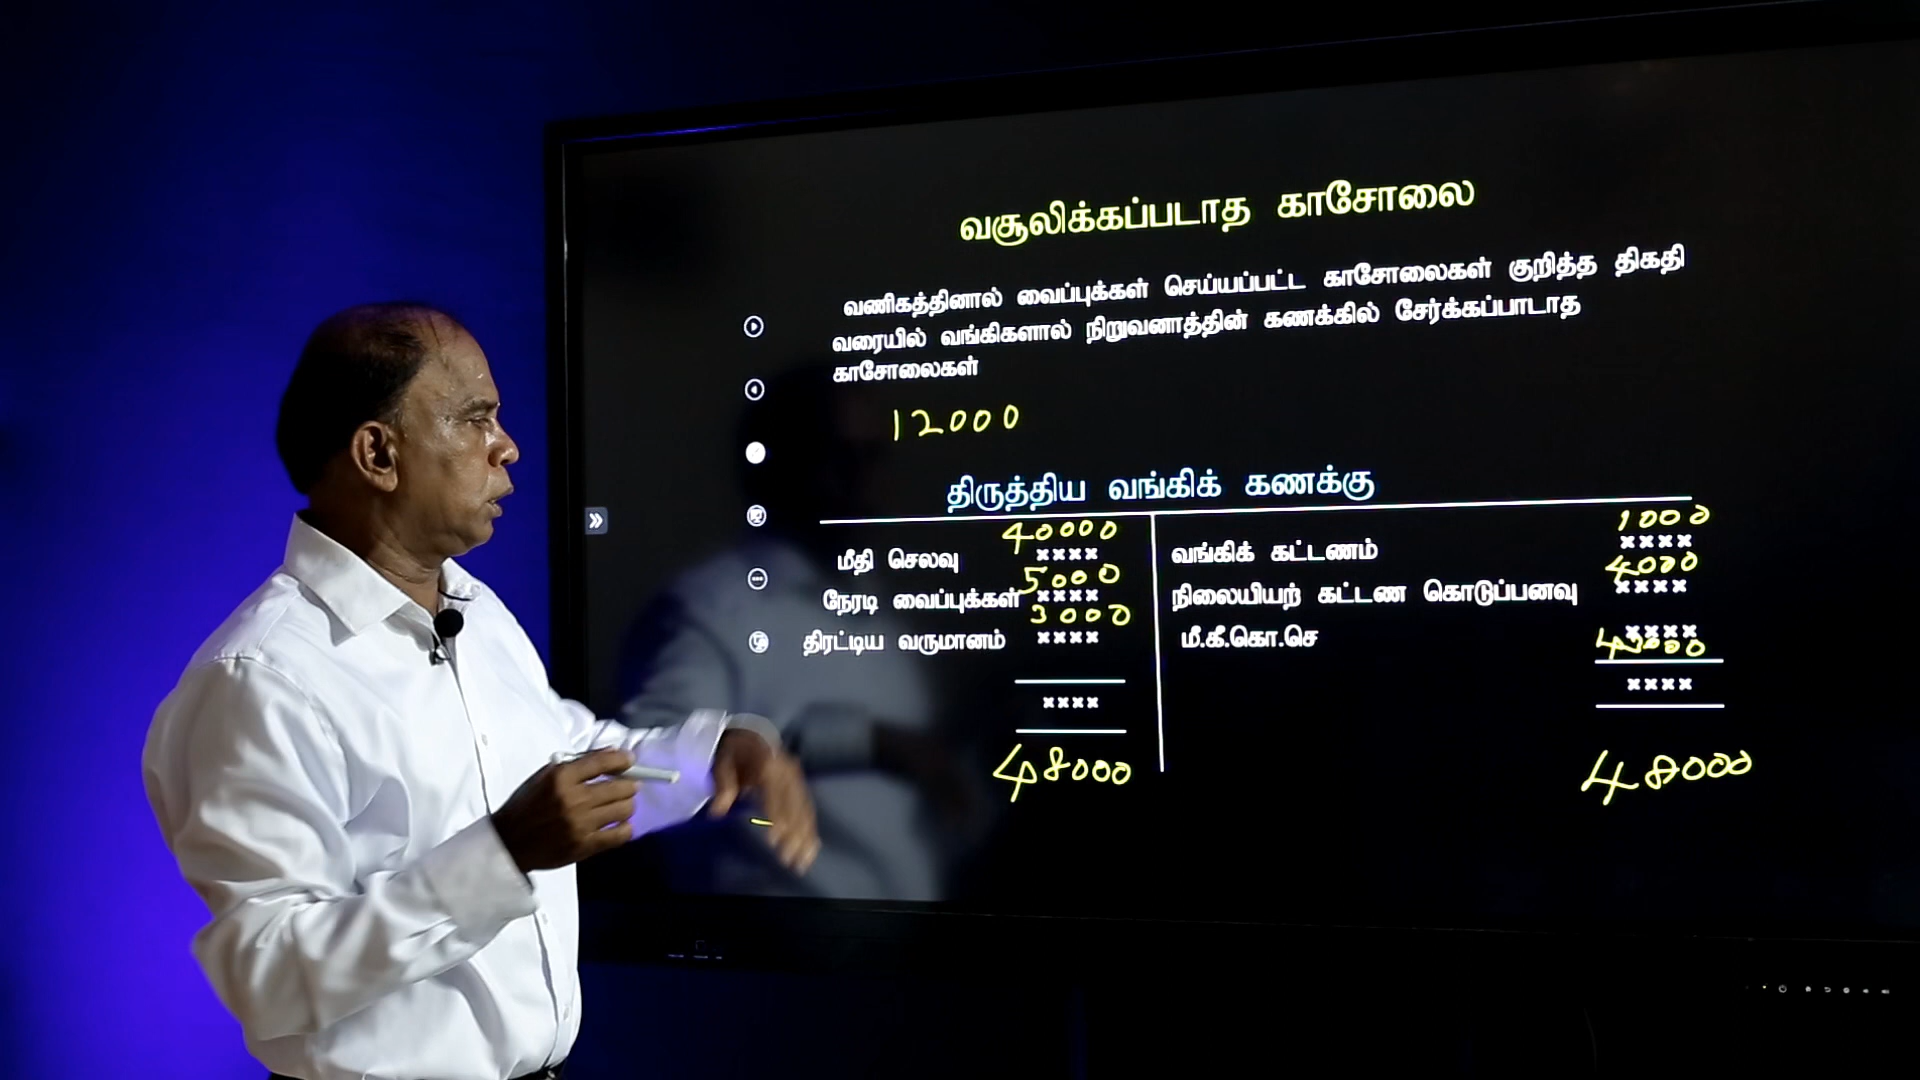 வசூலிக்கப்படாத காசோலை
வணிகத்தினால் வைப்புக்கள் செய்யப்பட்ட காசோலைகள் குறித்த திகதி
வரையில் வங்கிகளால் நிறுவனாத்தின் கணக்கில் சேர்க்கப்பாடாத
காசோலைகள்
12000
திருத்திய வங்கிக் கணக்கு
40000 1000
மீதி செலவு ×××× வங்கிக் கட்டணம் ××××
5000 4000
நேரடி வைப்புக்கள் ×××× நிலையியற் கட்டண கொடுப்பனவு ××××
3000
திரட்டிய வருமானம் ×××× மீ.கீ.கொ.செ ××××
×××× ××××
48000 48000